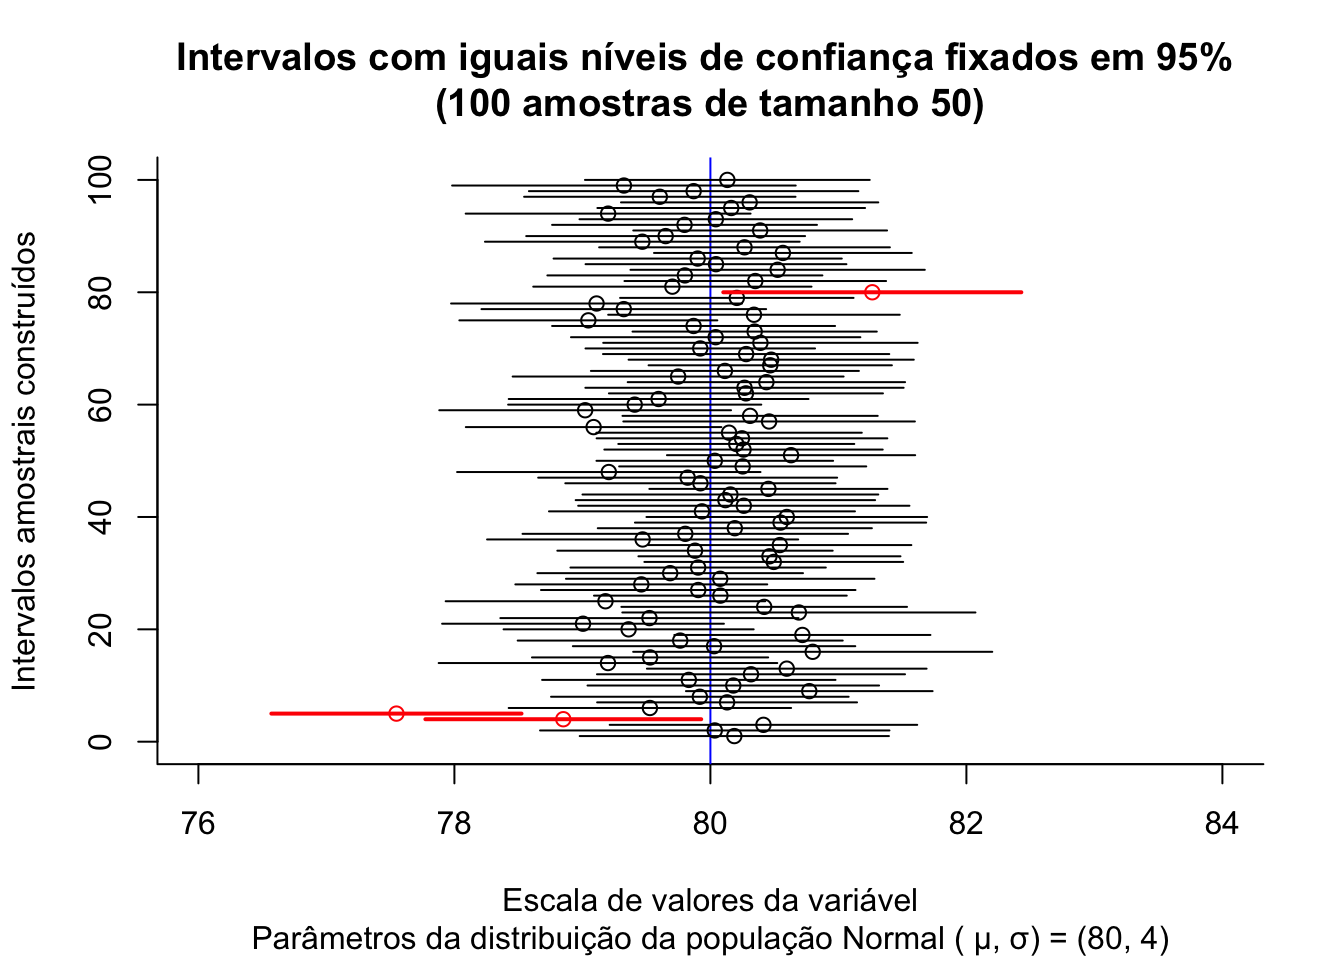 Intervalos com iguais níveis de confiança fixados em 95%
(100 amostras de tamanho 50)
Intervalos amostrais construídos
100
80
60
40
20
0
76 78 80 82 84
Escala de valores da variável
Parâmetros da distribuição da população Normal ( μ, σ) = (80, 4)